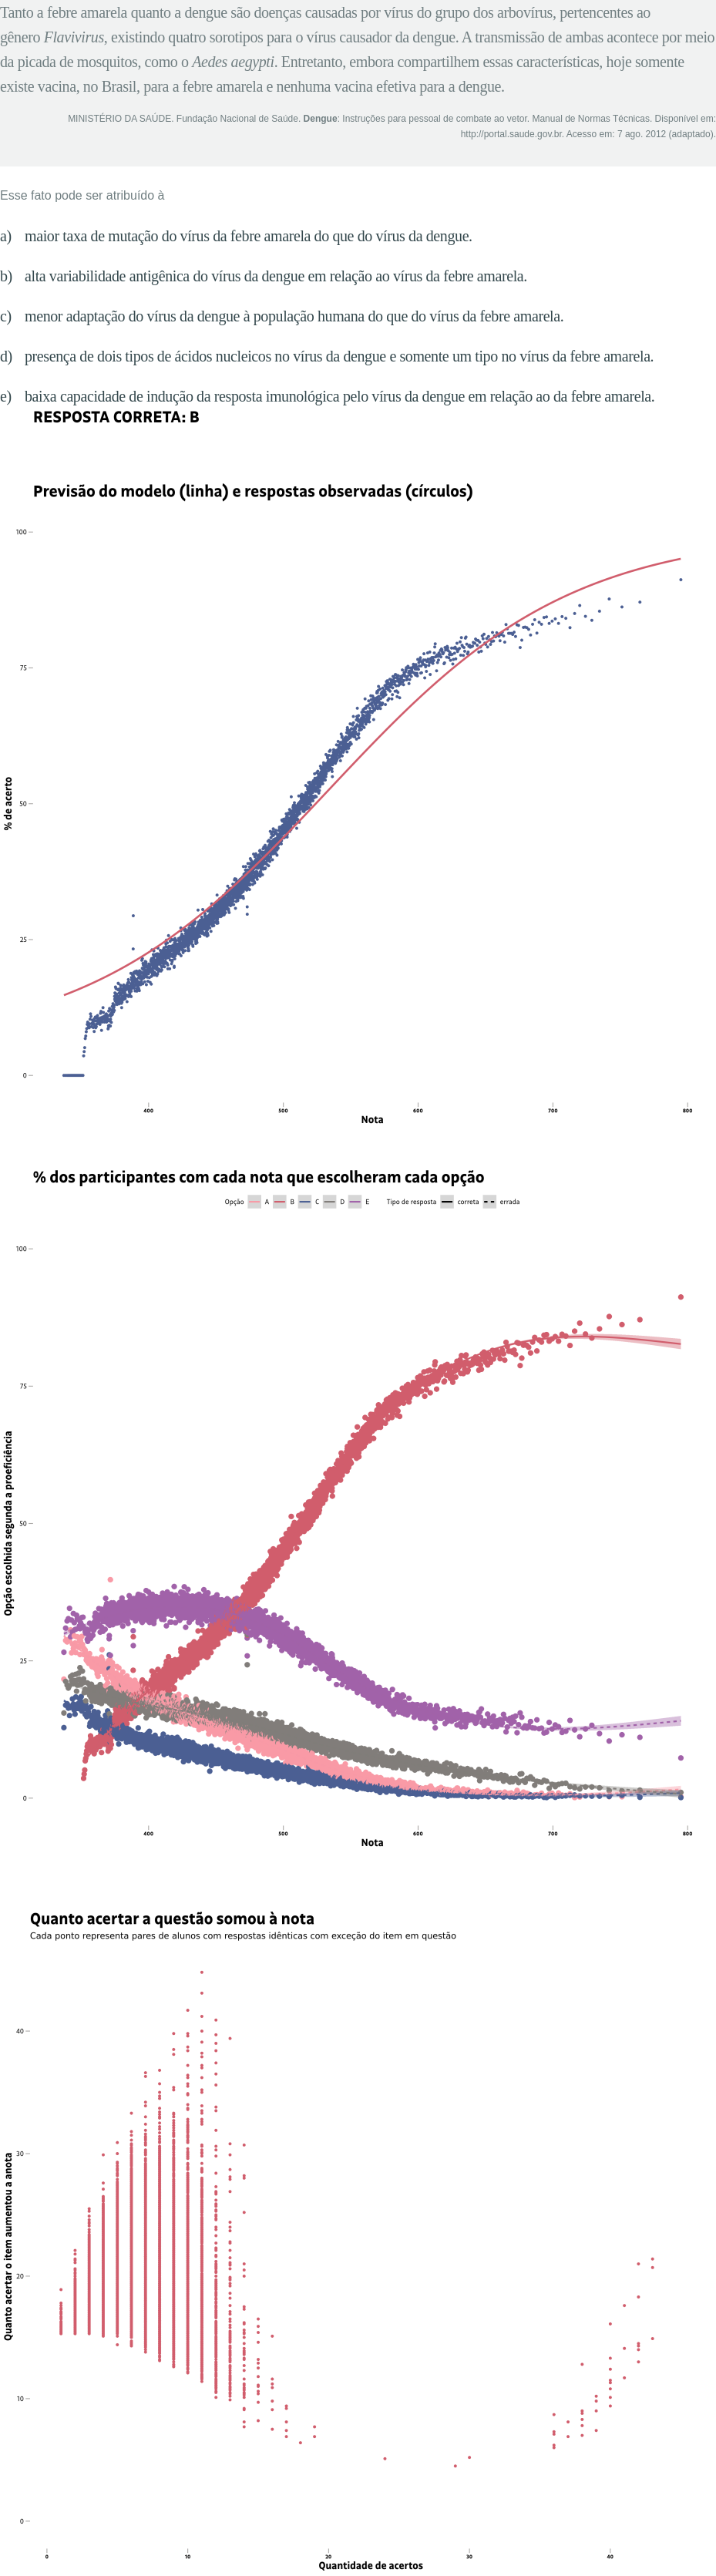 Tanto a febre amarela quanto a dengue são doenças causadas por vírus do grupo dos arbovírus, pertencentes ao
gênero Flavivirus, existindo quatro sorotipos para o vírus causador da dengue. A transmissão de ambas acontece por meio
da picada de mosquitos, como o Aedes aegypti. Entretanto, embora compartilhem essas características, hoje somente
existe vacina, no Brasil, para a febre amarela e nenhuma vacina efetiva para a dengue.
MINISTÉRIO DA SAÚDE. Fundação Nacional de Saúde. Dengue: Instruções para pessoal de combate ao vetor. Manual de Normas Técnicas. Disponível em:
http://portal.saude.gov.br. Acesso em: 7 ago. 2012 (adaptado).
Esse fato pode ser atribuído à
a) maior taxa de mutação do vírus da febre amarela do que do vírus da dengue.
b) alta variabilidade antigênica do vírus da dengue em relação ao vírus da febre amarela.
c) menor adaptação do vírus da dengue à população humana do que do vírus da febre amarela.
d) presença de dois tipos de ácidos nucleicos no vírus da dengue e somente um tipo no vírus da febre amarela.
e) baixa capacidade de indução da resposta imunológica pelo vírus da dengue em relação ao da febre amarela.
RESPOSTA CORRETA: B
Previsão do modelo (linha) e respostas observadas (círculos)
100
75
50
25
0
% de acerto
400 500 600 700 800
Nota
% dos participantes com cada nota que escolheram cada opção
Opção A B C D E Tipo de resposta correta errada
100
75
50
25
0
Opção escolhida segunda a proeficiência
400 500 600 700 800
Nota
Quanto acertar a questão somou à nota
Cada ponto representa pares de alunos com respostas idênticas com exceção do item em questão
40
30
20
10
0
Quanto acertar o item aumentou a anota
0 10 20 30 40
Quantidade de acertos